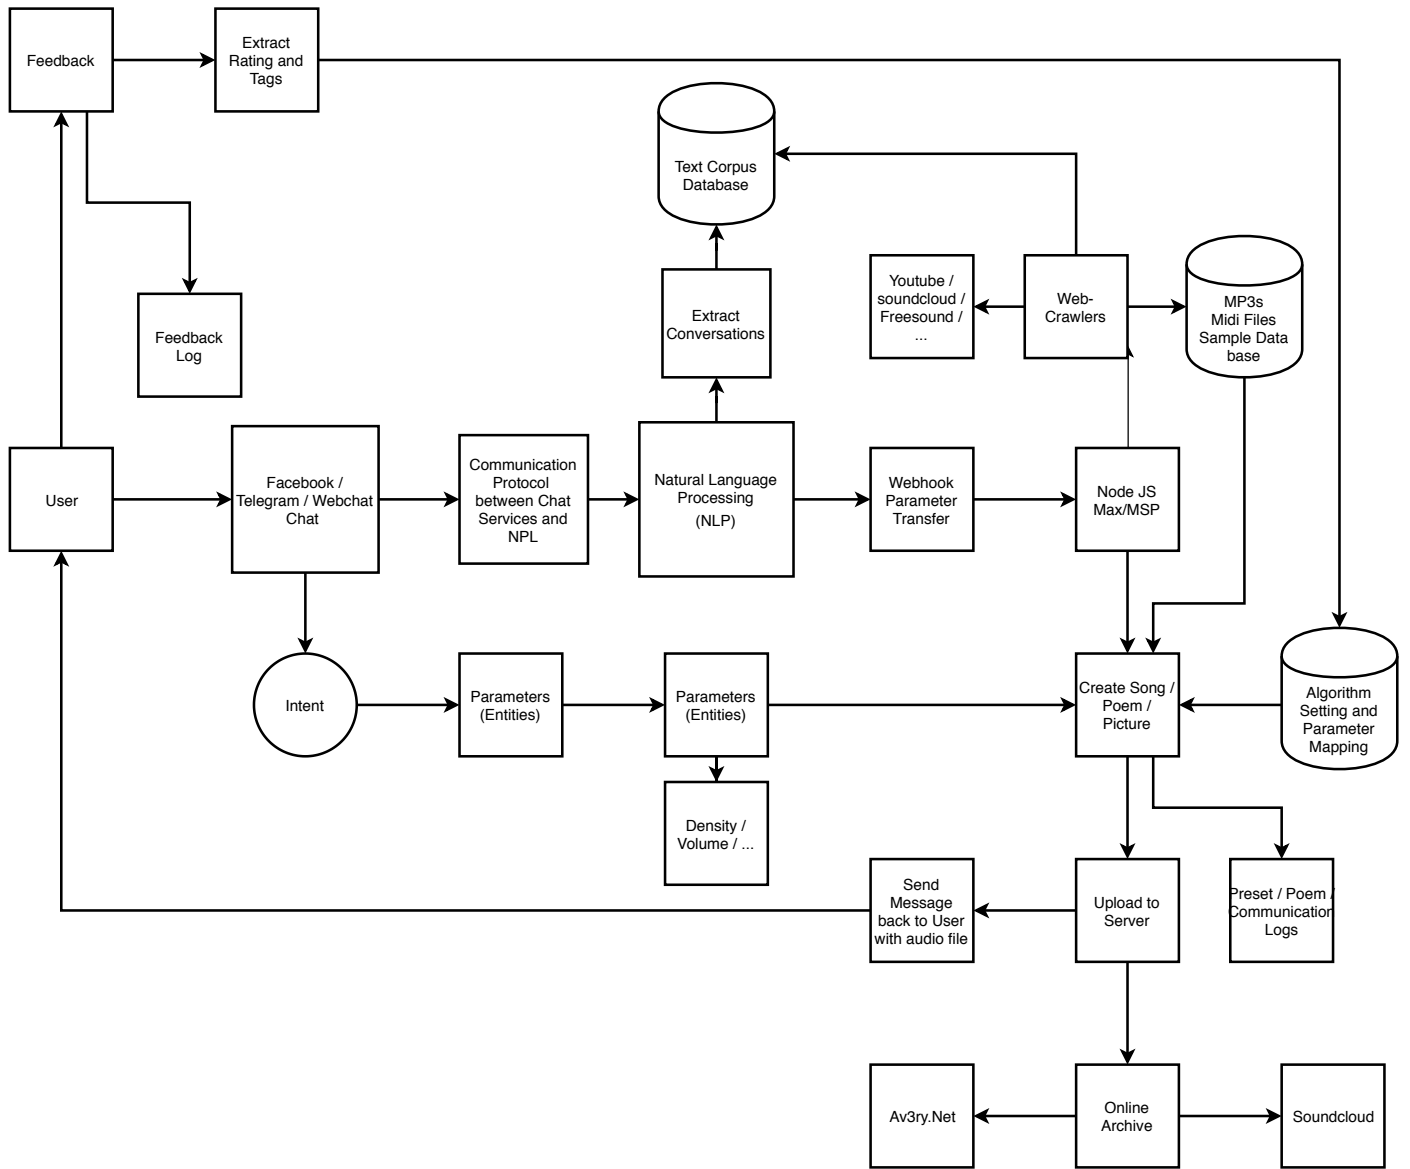 Feedback
Extract
Rating and
Tags
Text Corpus
Database
Youtube /
soundcloud /
Freesound /
...
Web-
Crawlers
MP3s
Midi Files
Sample Data
base
Extract
Conversations
Feedback
Log
User
Facebook /
Telegram / Webchat
Chat
Communication
Protocol
between Chat
Services and
NPL
Natural Language
Processing
(NLP)
Webhook
Parameter
Transfer
Node JS
Max/MSP
Intent
Parameters
(Entities)
Parameters
(Entities)
Create Song /
Poem /
Picture
Algorithm
Setting and
Parameter
Mapping
Density /
Volume / ...
Send
Message
back to User
with audio file
Upload to
Server
Preset / Poem /
Communication
Logs
Av3ry.Net
Online
Archive
Soundcloud